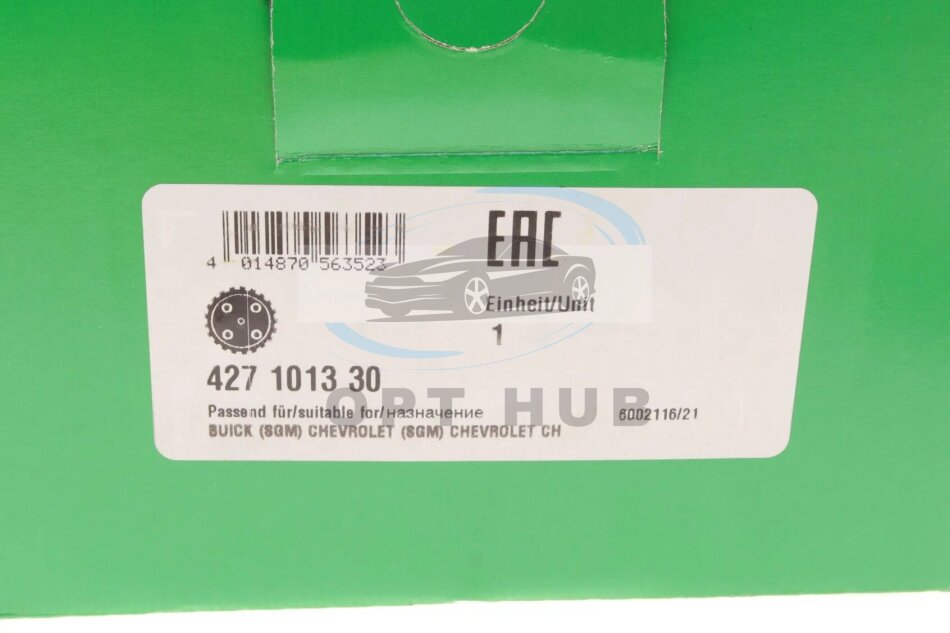 EAC
4 014870 563523
Einheit/Unit
1
427 1013 30
Passend für/suitable for/назначение
6002116/21
BUICK (SGM) CHEVROLET (SGM) CHEVROLET CH
OPT HUB